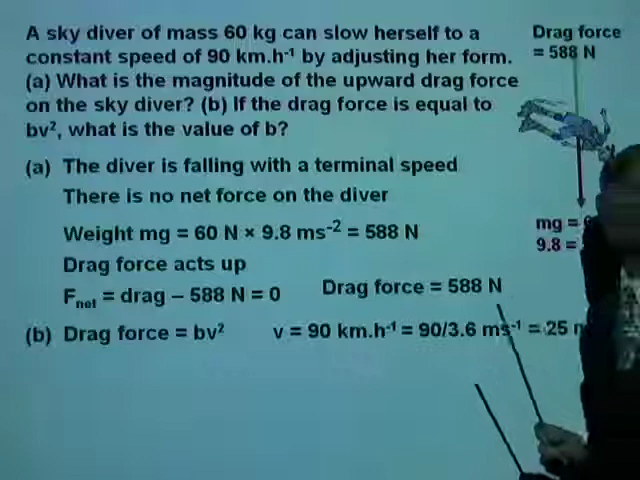 A sky diver of mass 60 kg can slow herself to a
constant speed of 90 km.h⁻¹ by adjusting her form.
(a) What is the magnitude of the upward drag force
on the sky diver? (b) If the drag force is equal to
bv², what is the value of b?
Drag force
= 588 N
(a) The diver is falling with a terminal speed
There is no net force on the diver
Weight mg = 60 N × 9.8 ms⁻² = 588 N
mg =
9.8 =
Drag force acts up
Fnet = drag – 588 N = 0
Drag force = 588 N
(b) Drag force = bv²
v = 90 km.h⁻¹ = 90/3.6 ms⁻¹ = 25